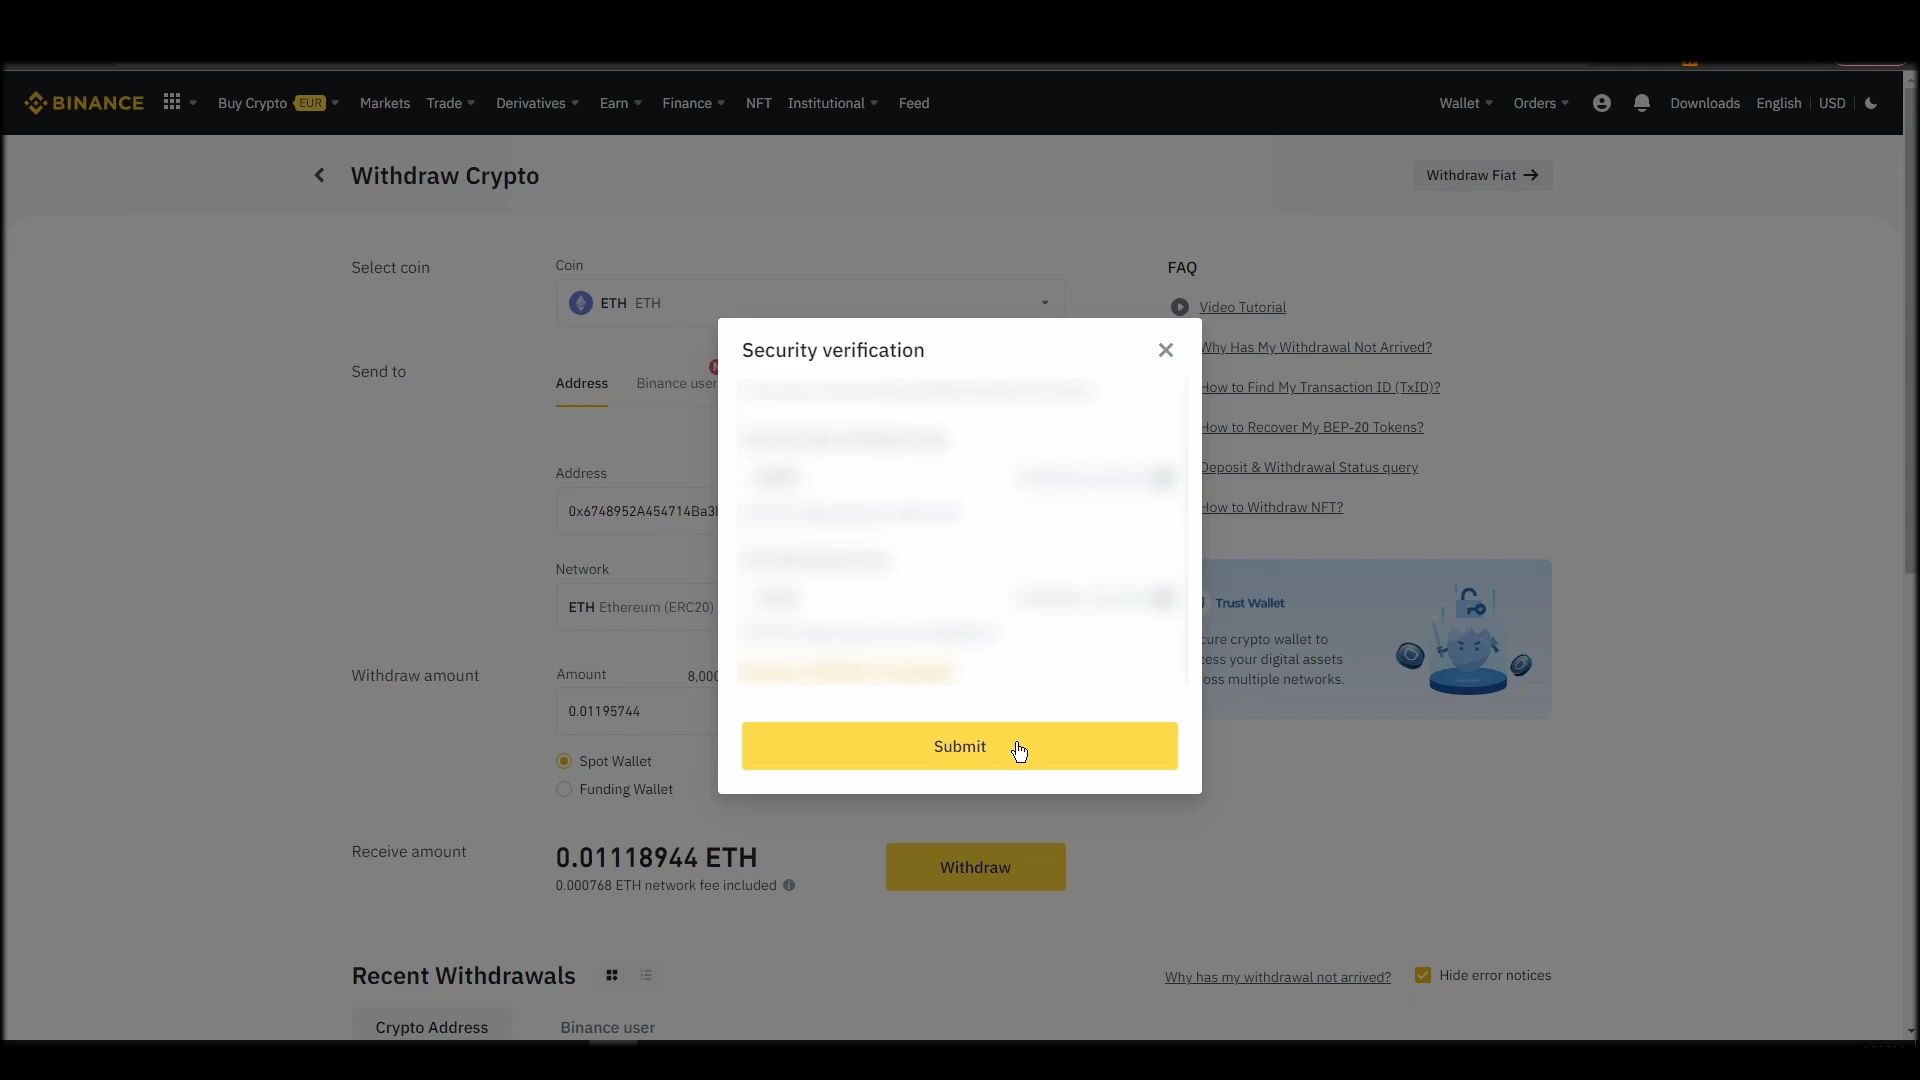 BINANCE Buy Crypto EUR Markets Trade Derivatives Earn Finance NFT Institutional Feed Wallet Orders Downloads English USD
Withdraw Crypto
Withdraw Fiat →
Select coin
Coin
ETH ETH
FAQ
Video Tutorial
Why Has My Withdrawal Not Arrived?
How to Find My Transaction ID (TxID)?
How to Recover My BEP-20 Tokens?
Deposit & Withdrawal Status query
How to Withdraw NFT?
Send to
Address Binance user
Address
0x6748952A454714Ba3
Network
ETH Ethereum (ERC20)
Security verification
Submit
Trust Wallet
cure crypto wallet to
cess your digital assets
oss multiple networks.
Withdraw amount
Amount 8,000
0.01195744
Spot Wallet
Funding Wallet
Receive amount
0.01118944 ETH
0.000768 ETH network fee included
Withdraw
Recent Withdrawals
Why has my withdrawal not arrived?
Hide error notices
Crypto Address Binance user